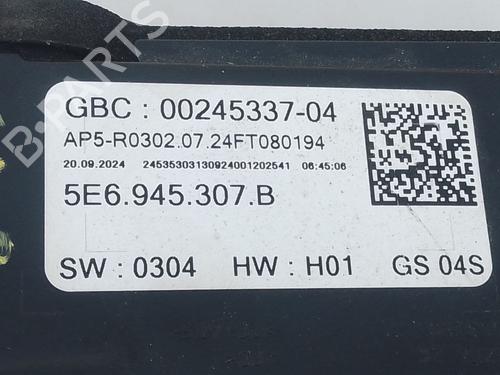 B-PARTS
GBC : 00245337-04
AP5-R0302.07.24FT080194
20.09.2024 24535303130924001202541 06:45:06
5E6.945.307.B
SW : 0304 HW : H01 GS 04S